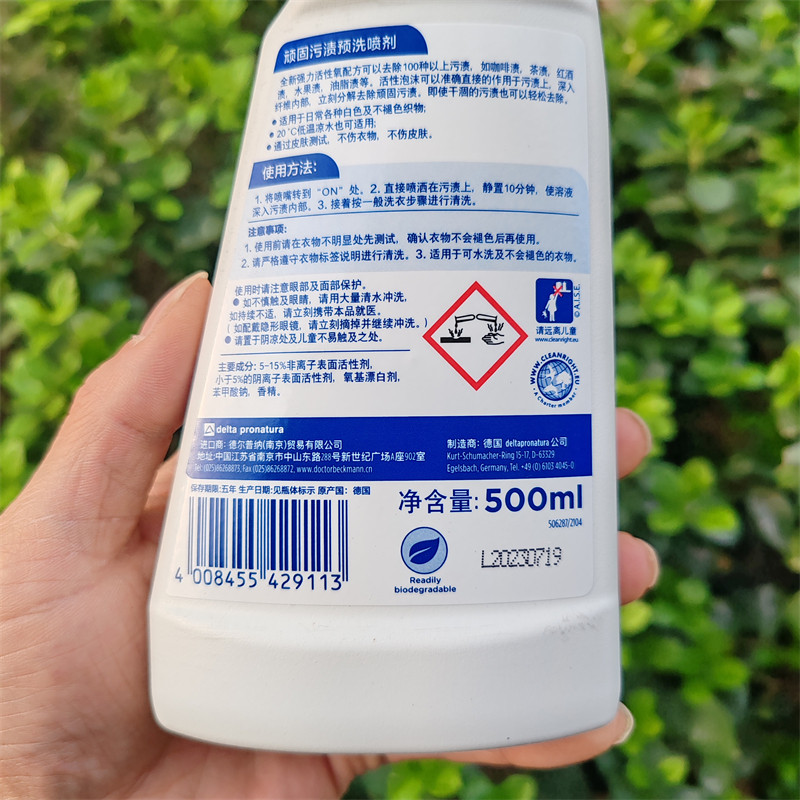 顽固污渍预洗喷剂
全新强力活性氧配方可以去除100种以上污渍，如咖啡渍，茶渍，红酒
渍，水果渍，油脂渍等。活性泡沫可以准确直接的作用于污渍上，深入
纤维内部，立刻分解去除顽固污渍。即使干涸的污渍也可以轻松去除。
● 适用于日常各种白色及不褪色织物；
● 20℃低温凉水也可适用；
● 通过皮肤测试，不伤衣物，不伤皮肤。
使用方法：
1. 将喷嘴转到“ON”处。2. 直接喷洒在污渍上，静置10分钟，使溶液
深入污渍内部。3. 接着按一般洗衣步骤进行清洗。
注意事项：
1. 使用前请在衣物不明显处先测试，确认衣物不会褪色后再使用。
2. 请严格遵守衣物标签说明进行清洗。3. 适用于可水洗及不会褪色的衣物。
使用时请注意眼部及面部保护。
● 如不慎触及眼睛，请用大量清水冲洗。
如持续不适，请立刻携带本品就医。
（如配戴隐形眼镜，请立刻摘掉并继续冲洗。）
● 请置于阴凉处及儿童不易触及之处。
主要成分：5-15%非离子表面活性剂，
小于5%的阴离子表面活性剂，氧基漂白剂，
苯甲酸钠，香精。
© A.I.S.E.
请远离儿童
www.cleanright.eu
WWW.CLEANRIGHT.EU
A Charter member
delta pronatura
进口商：德尔普纳(南京)贸易有限公司
地址：中国江苏省南京市中山东路288号新世纪广场A座902室
Tel: (025)86268873, Fax (025)86268872, www.doctorbeckmann.cn
制造商：德国 deltapronatura 公司
Kurt-Schumacher-Ring 15-17, D-63329
Egelsbach, Germany, Tel. +49 (0) 6103 4045-0
保存期限：五年 生产日期：见瓶体标示 原产国：德国
4 008455 429113
净含量：500ml
506287/2104
Readily
biodegradable
L20230719